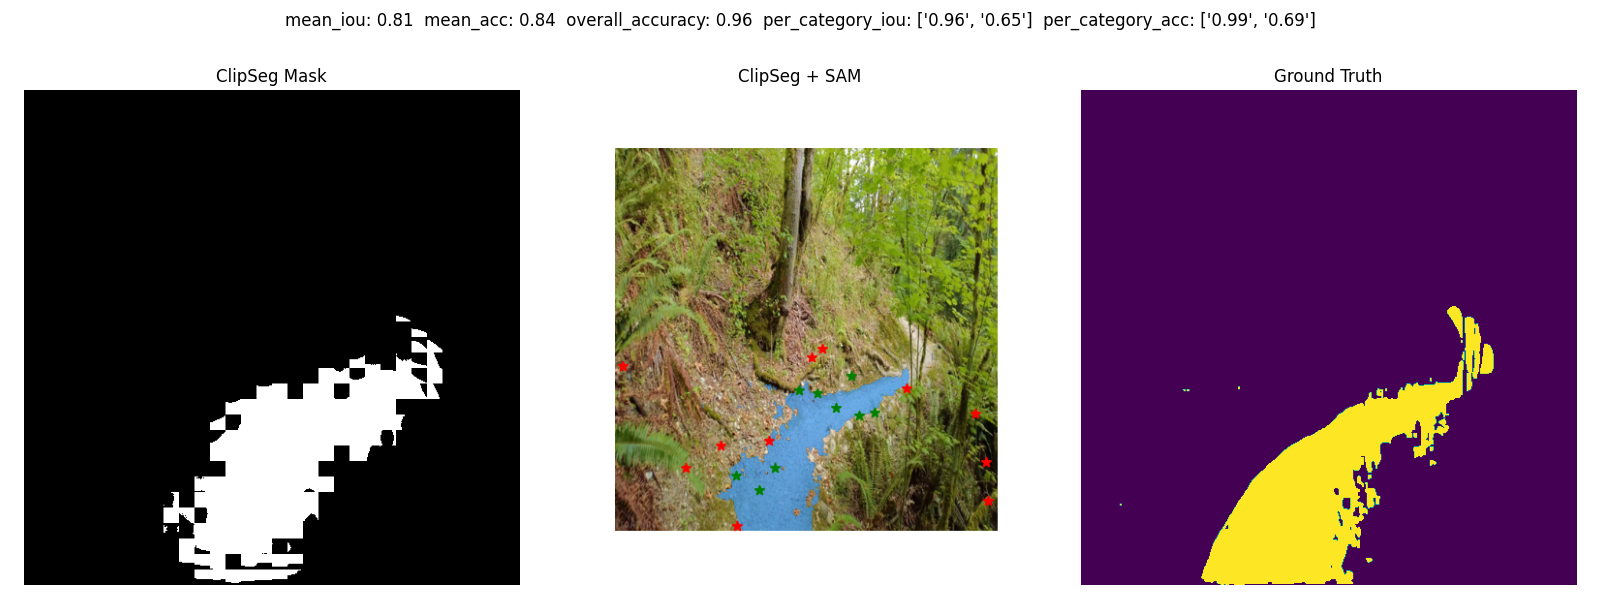 mean_iou: 0.81  mean_acc: 0.84  overall_accuracy: 0.96  per_category_iou: ['0.96', '0.65']  per_category_acc: ['0.99', '0.69']
ClipSeg Mask
ClipSeg + SAM
Ground Truth